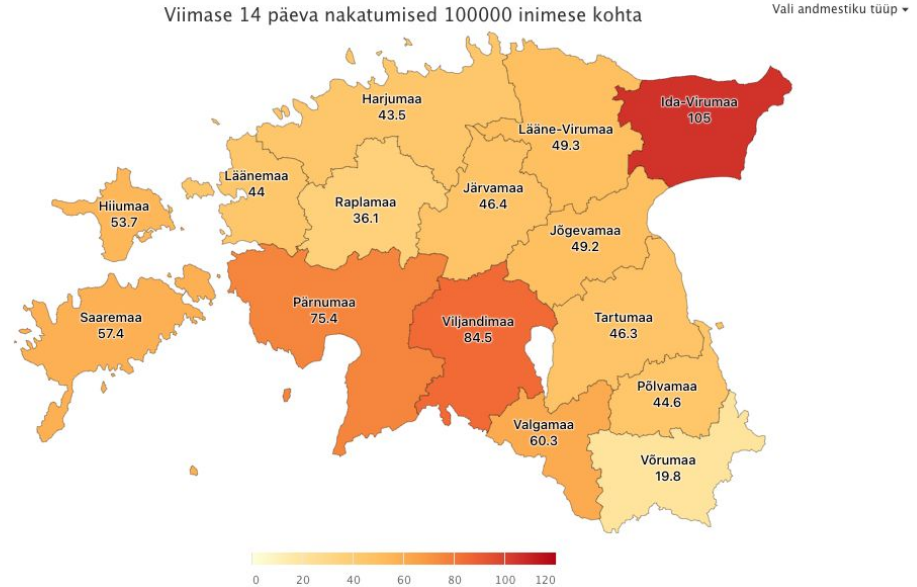 Viimase 14 päeva nakatumised 100000 inimese kohta
Vali andmestiku tüüp
Harjumaa
43.5
Ida-Virumaa
105
Lääne-Virumaa
49.3
Läänemaa
44
Järvamaa
46.4
Raplamaa
36.1
Hiiumaa
53.7
Jõgevamaa
49.2
Pärnumaa
75.4
Saaremaa
57.4
Viljandimaa
84.5
Tartumaa
46.3
Põlvamaa
44.6
Valgamaa
60.3
Võrumaa
19.8
0 20 40 60 80 100 120